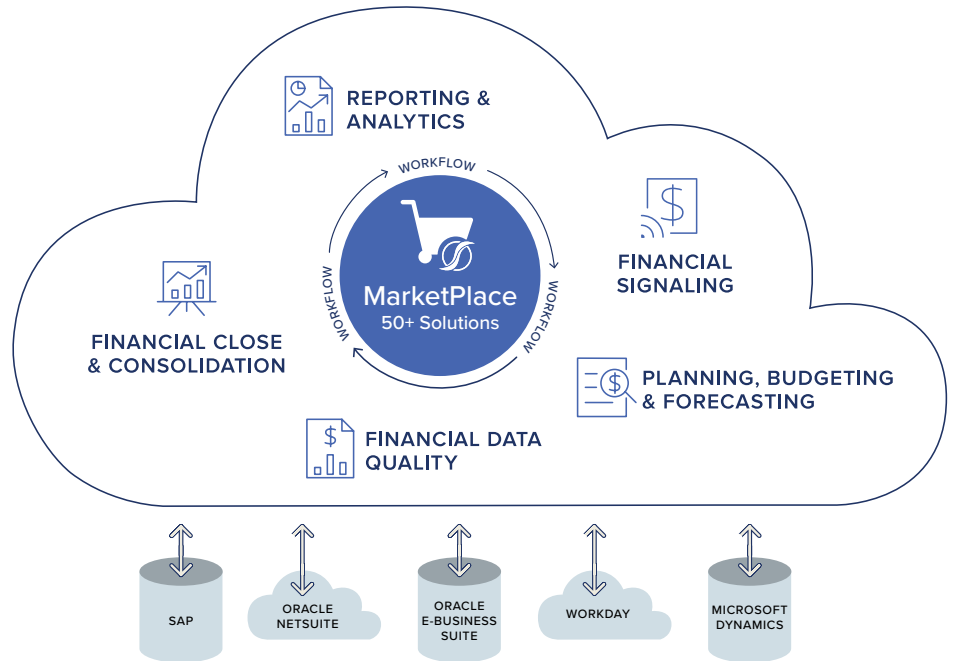 REPORTING &
ANALYTICS
WORKFLOW
MarketPlace
50+ Solutions
WORKFLOW
WORKFLOW
WORKFLOW
FINANCIAL
SIGNALING
FINANCIAL CLOSE
& CONSOLIDATION
PLANNING, BUDGETING
& FORECASTING
FINANCIAL DATA
QUALITY
SAP
ORACLE
NETSUITE
ORACLE
E-BUSINESS
SUITE
WORKDAY
MICROSOFT
DYNAMICS